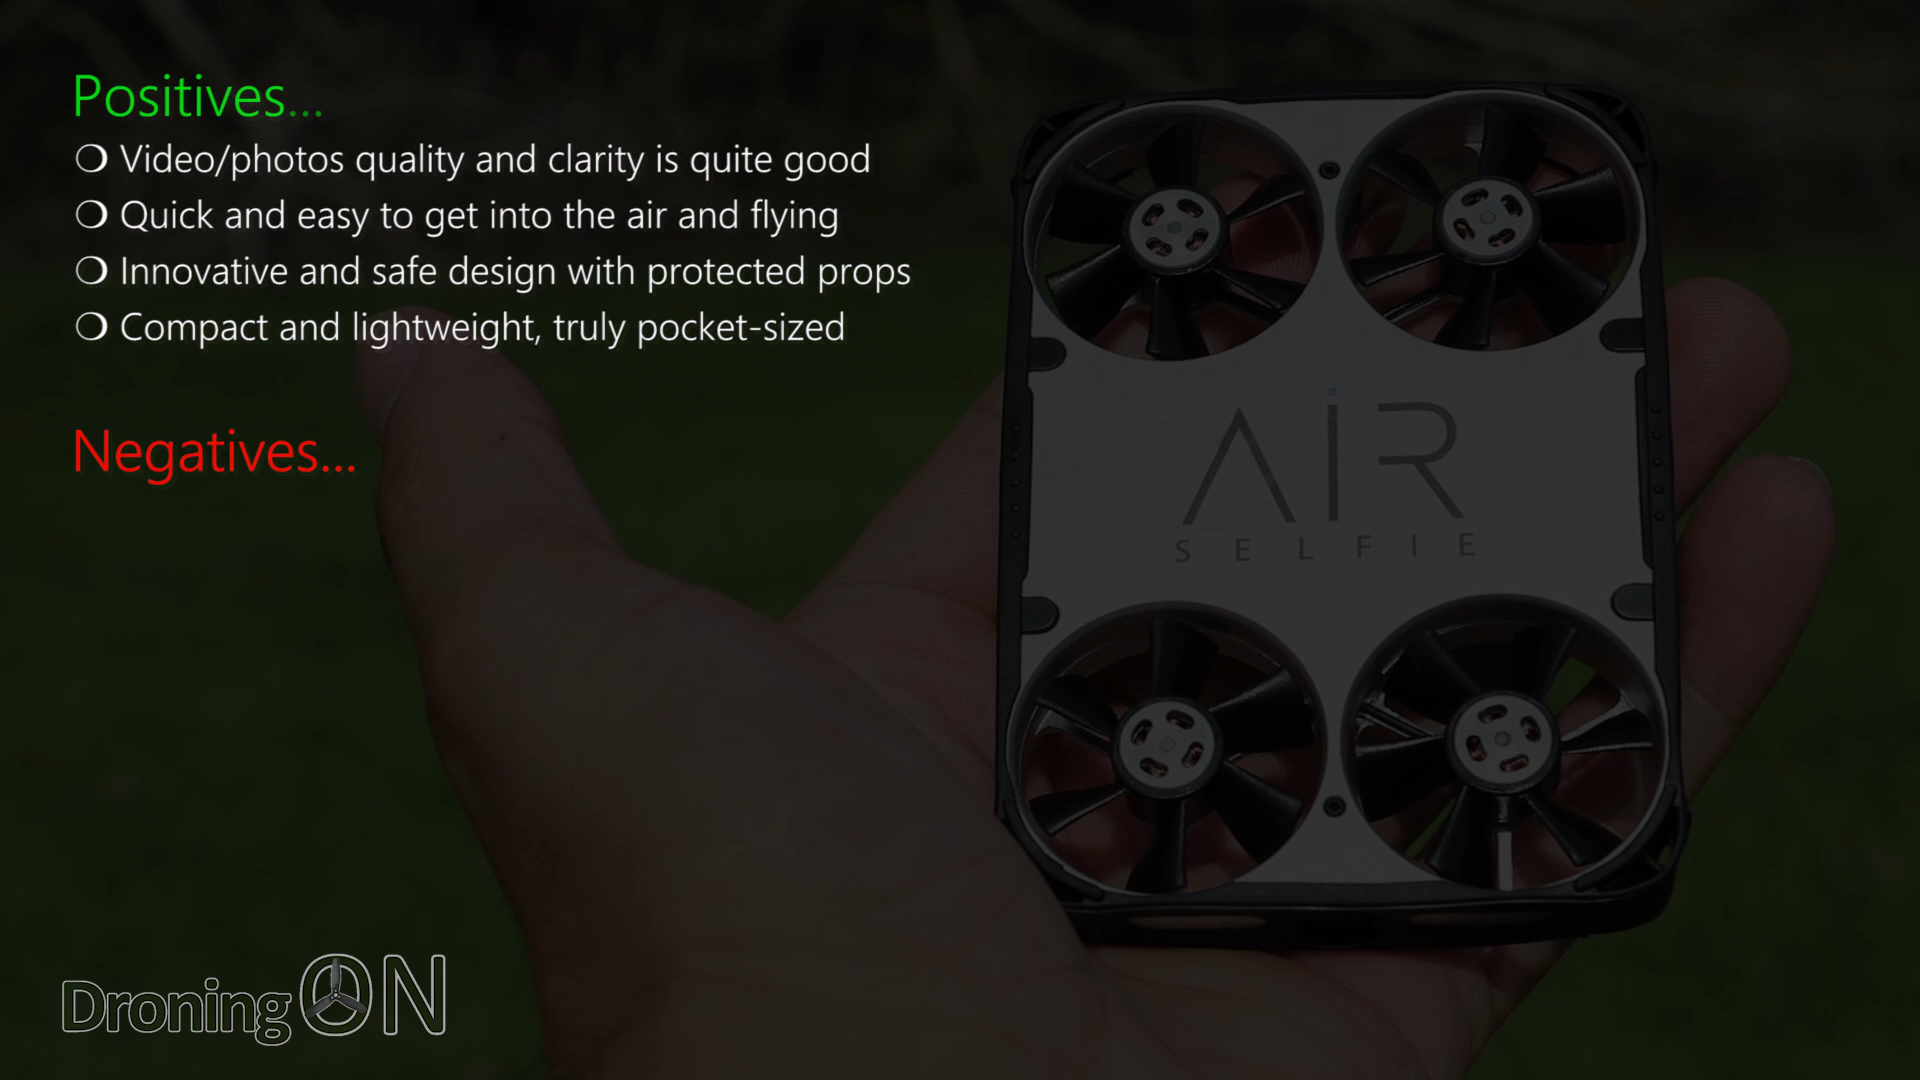 Positives...
❍ Video/photos quality and clarity is quite good
❍ Quick and easy to get into the air and flying
❍ Innovative and safe design with protected props
❍ Compact and lightweight, truly pocket-sized
Negatives...
AiR
SELFIE
DroningON